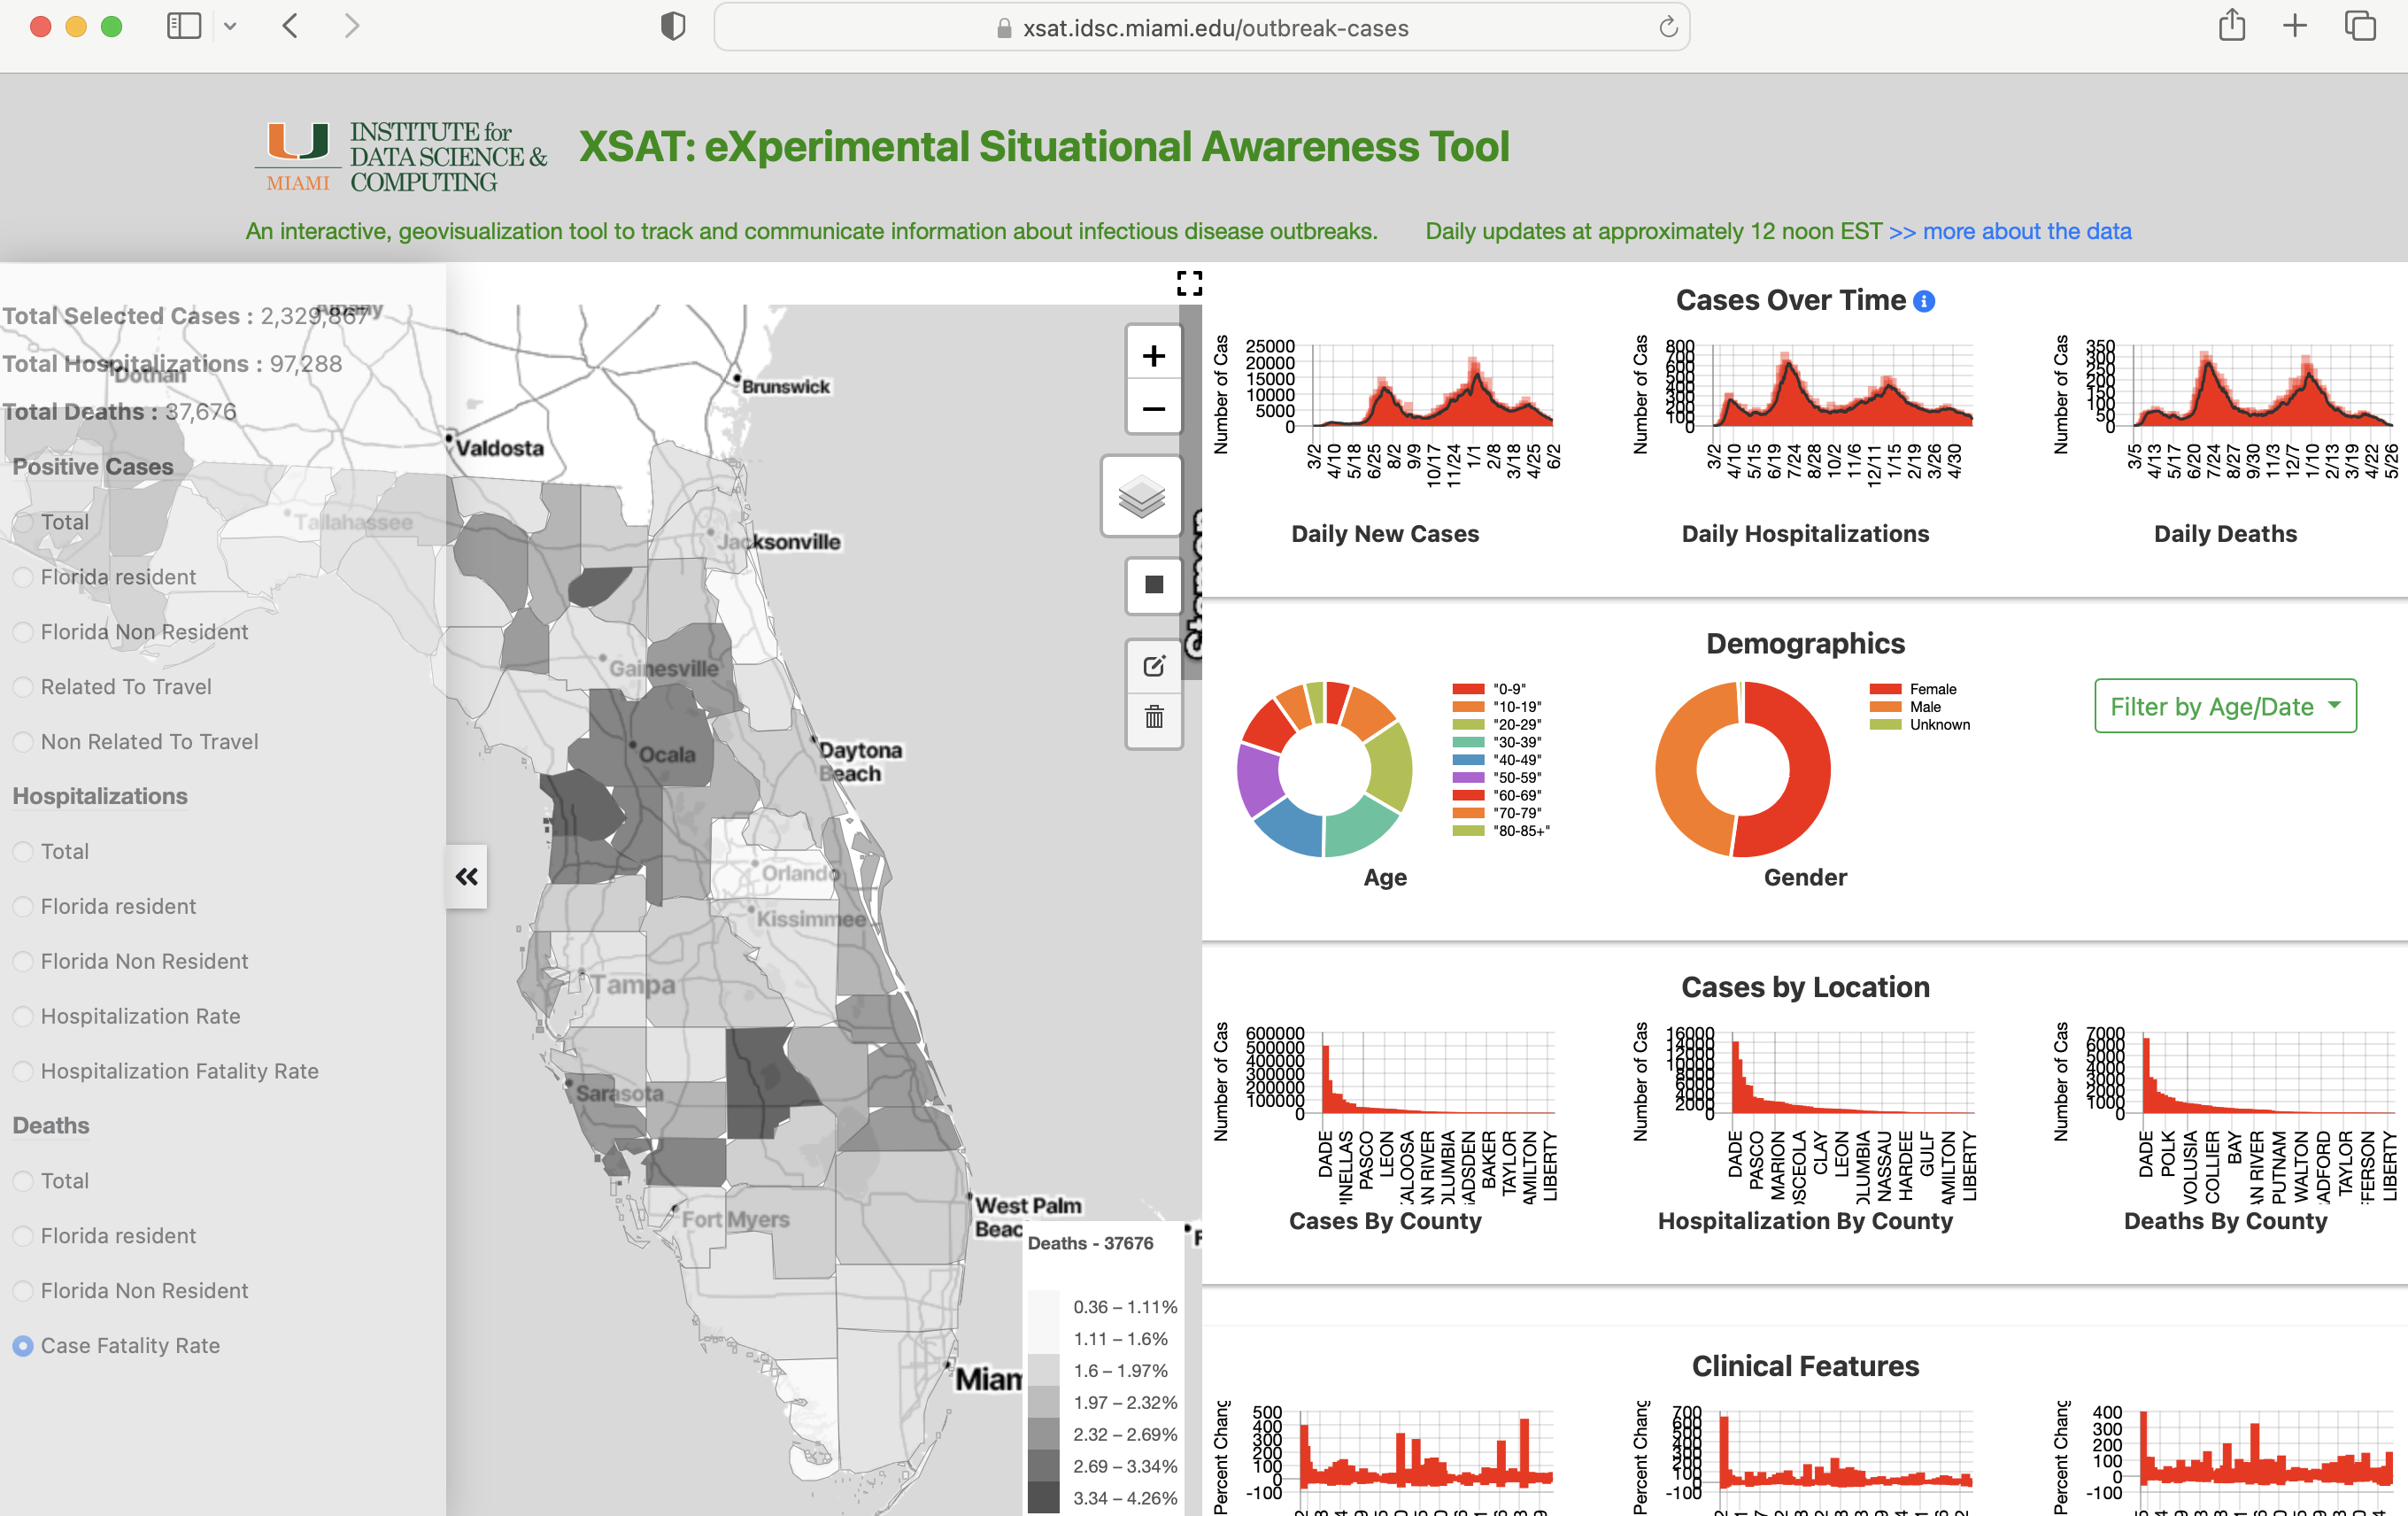 xsat.idsc.miami.edu/outbreak-cases
MIAMI
INSTITUTE for
DATA SCIENCE &
COMPUTING
XSAT: eXperimental Situational Awareness Tool
An interactive, geovisualization tool to track and communicate information about infectious disease outbreaks.
Daily updates at approximately 12 noon EST >> more about the data
Total Selected Cases : 2,329,867
Total Hospitalizations : 97,288
Total Deaths : 37,676
Positive Cases
Total
Florida resident
Florida Non Resident
Related To Travel
Non Related To Travel
Hospitalizations
Total
Florida resident
Florida Non Resident
Hospitalization Rate
Hospitalization Fatality Rate
Deaths
Total
Florida resident
Florida Non Resident
Case Fatality Rate
Albany
Dothan
Brunswick
Valdosta
Tallahassee
Jacksonville
Gainesville
Ocala
Daytona
Beach
Orlando
Kissimmee
Tampa
Sarasota
Fort Myers
West Palm
Beac
Miam
+
−
«
Deaths - 37676
0.36 – 1.11%
1.11 – 1.6%
1.6 – 1.97%
1.97 – 2.32%
2.32 – 2.69%
2.69 – 3.34%
3.34 – 4.26%
Cases Over Time
Number of Cas
25000
20000
15000
10000
5000
0
3/2 4/10 5/18 6/25 8/2 9/9 10/17 11/24 1/1 2/8 3/18 4/25 6/2
Daily New Cases
Number of Cas
800
700
600
500
400
300
200
100
0
3/2 4/10 5/15 6/19 7/24 8/28 10/2 11/6 12/11 1/15 2/19 3/26 4/30
Daily Hospitalizations
Number of Cas
350
300
250
200
150
100
50
0
3/5 4/13 5/17 6/20 7/24 8/27 9/30 11/3 12/7 1/10 2/13 3/19 4/22 5/26
Daily Deaths
Demographics
"0-9"
"10-19"
"20-29"
"30-39"
"40-49"
"50-59"
"60-69"
"70-79"
"80-85+"
Age
Female
Male
Unknown
Gender
Filter by Age/Date
Cases by Location
Number of Cas
600000
500000
400000
300000
200000
100000
0
DADE INELLAS PASCO LEON ALOOSA AN RIVER OLUMBIA ADSDEN BAKER TAYLOR AMILTON LIBERTY
Cases By County
Number of Cas
16000
14000
12000
10000
8000
6000
4000
2000
0
DADE PASCO MARION OSCEOLA CLAY LEON OLUMBIA NASSAU HARDEE GULF AMILTON LIBERTY
Hospitalization By County
Number of Cas
7000
6000
5000
4000
3000
2000
1000
0
DADE POLK VOLUSIA COLLIER BAY AN RIVER PUTNAM WALTON ADFORD TAYLOR FERSON LIBERTY
Deaths By County
Clinical Features
Percent Chang
500
400
300
200
100
0
-100
Percent Chang
700
600
500
400
300
200
100
0
-100
Percent Chang
400
300
200
100
0
-100